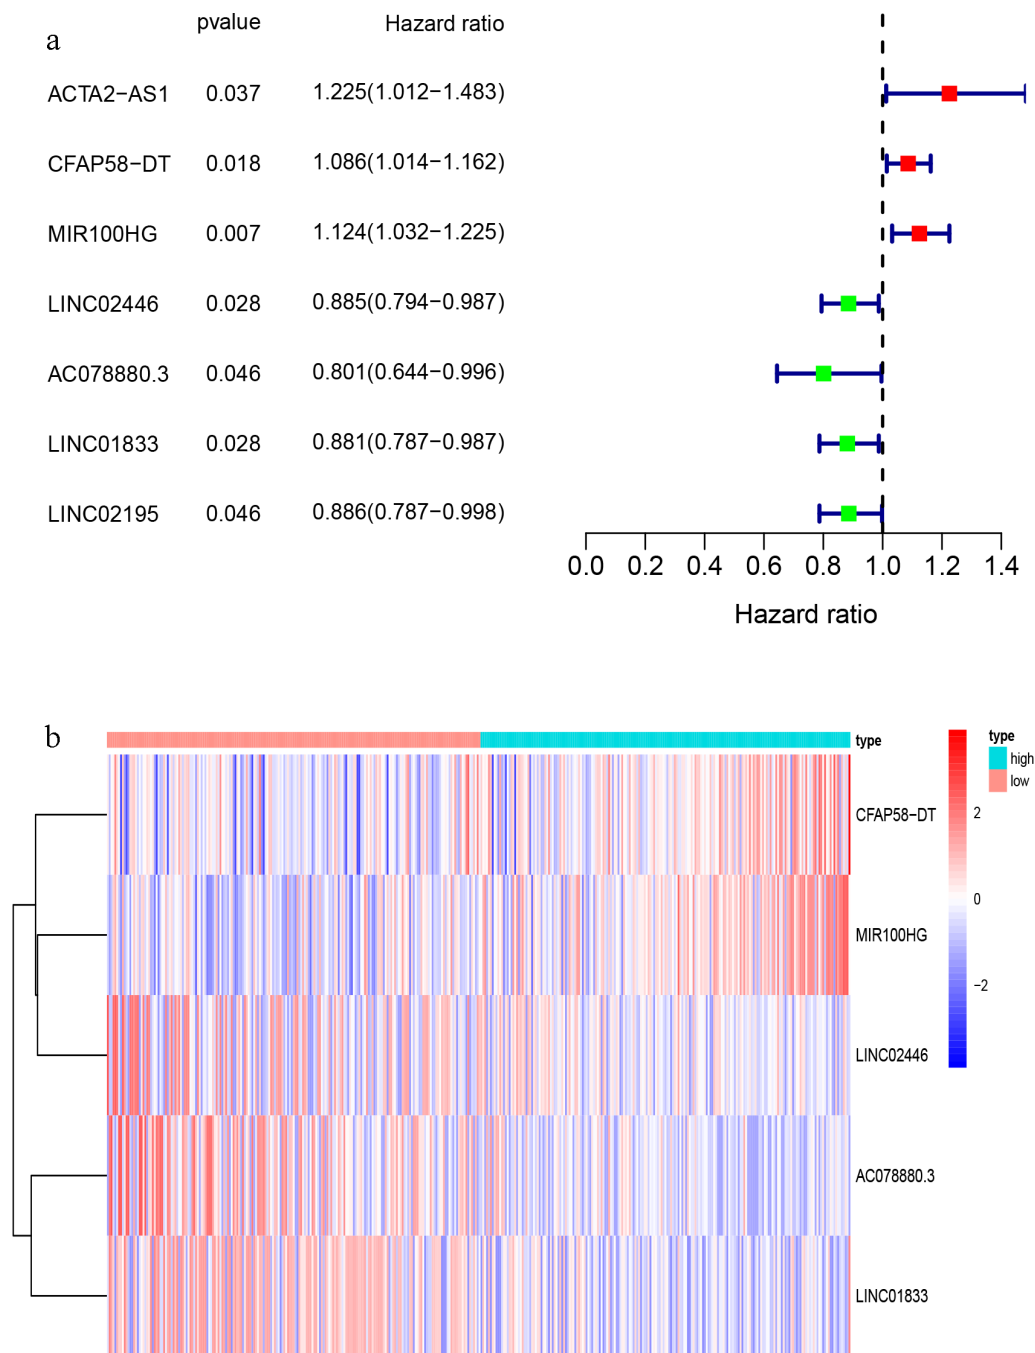 a
pvalue Hazard ratio
ACTA2−AS1 0.037 1.225(1.012−1.483)
CFAP58−DT 0.018 1.086(1.014−1.162)
MIR100HG 0.007 1.124(1.032−1.225)
LINC02446 0.028 0.885(0.794−0.987)
AC078880.3 0.046 0.801(0.644−0.996)
LINC01833 0.028 0.881(0.787−0.987)
LINC02195 0.046 0.886(0.787−0.998)
0.0 0.2 0.4 0.6 0.8 1.0 1.2 1.4
Hazard ratio
b
type
CFAP58−DT
MIR100HG
LINC02446
AC078880.3
LINC01833
2
0
−2
type
high
low